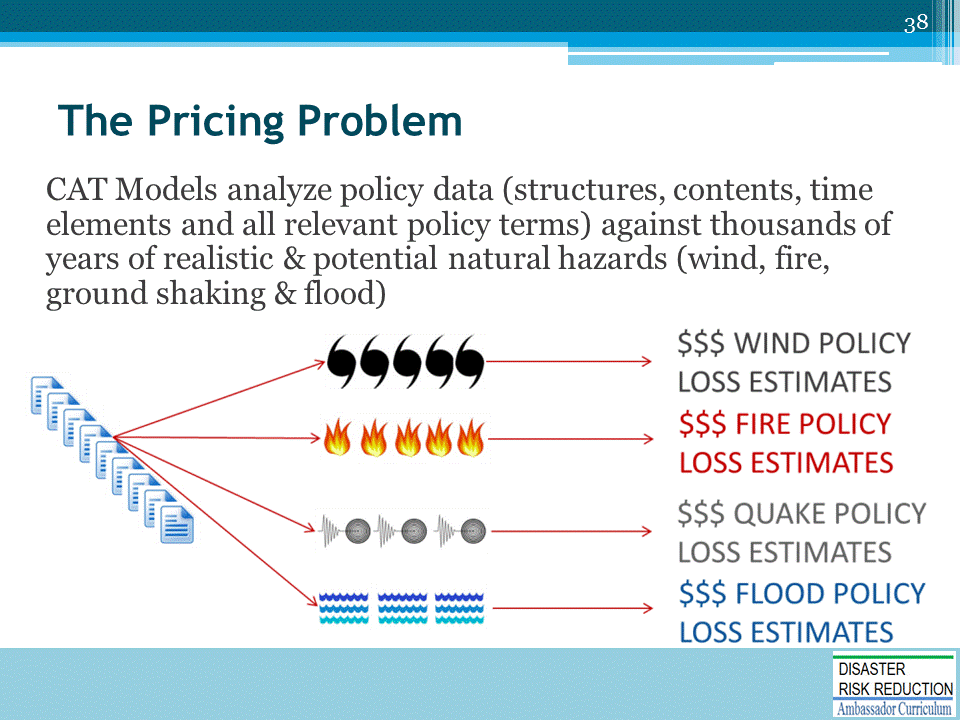 38
The Pricing Problem
CAT Models analyze policy data (structures, contents, time
elements and all relevant policy terms) against thousands of
years of realistic & potential natural hazards (wind, fire,
ground shaking & flood)
$$$ WIND POLICY
LOSS ESTIMATES
$$$ FIRE POLICY
LOSS ESTIMATES
$$$ QUAKE POLICY
LOSS ESTIMATES
$$$ FLOOD POLICY
LOSS ESTIMATES
DISASTER
RISK REDUCTION
Ambassador Curriculum